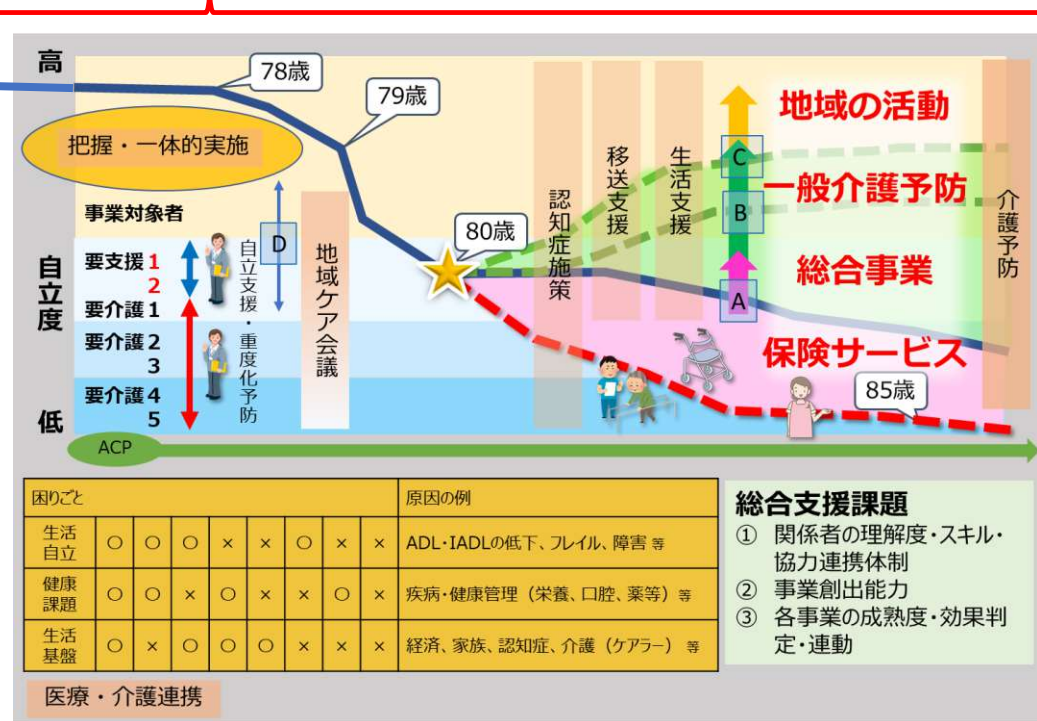 高
78歳
79歳
把握・一体的実施
事業対象者
自立度
要支援1
2
要介護1
要介護2
3
要介護4
5
低
D
自立支援・重度化予防
地域ケア会議
80歳
認知症施策
移送支援
生活支援
C
B
A
地域の活動
一般介護予防
総合事業
保険サービス
85歳
介護予防
ACP
困りごと 原因の例
生活
自立 ○ ○ ○ × × ○ × × ADL・IADLの低下、フレイル、障害 等
健康
課題 ○ ○ × ○ × × ○ × 疾病・健康管理（栄養、口腔、薬等）等
生活
基盤 ○ × ○ ○ ○ × × × 経済、家族、認知症、介護（ケアラー） 等
総合支援課題
① 関係者の理解度・スキル・
協力連携体制
② 事業創出能力
③ 各事業の成熟度・効果判
定・連動
医療・介護連携